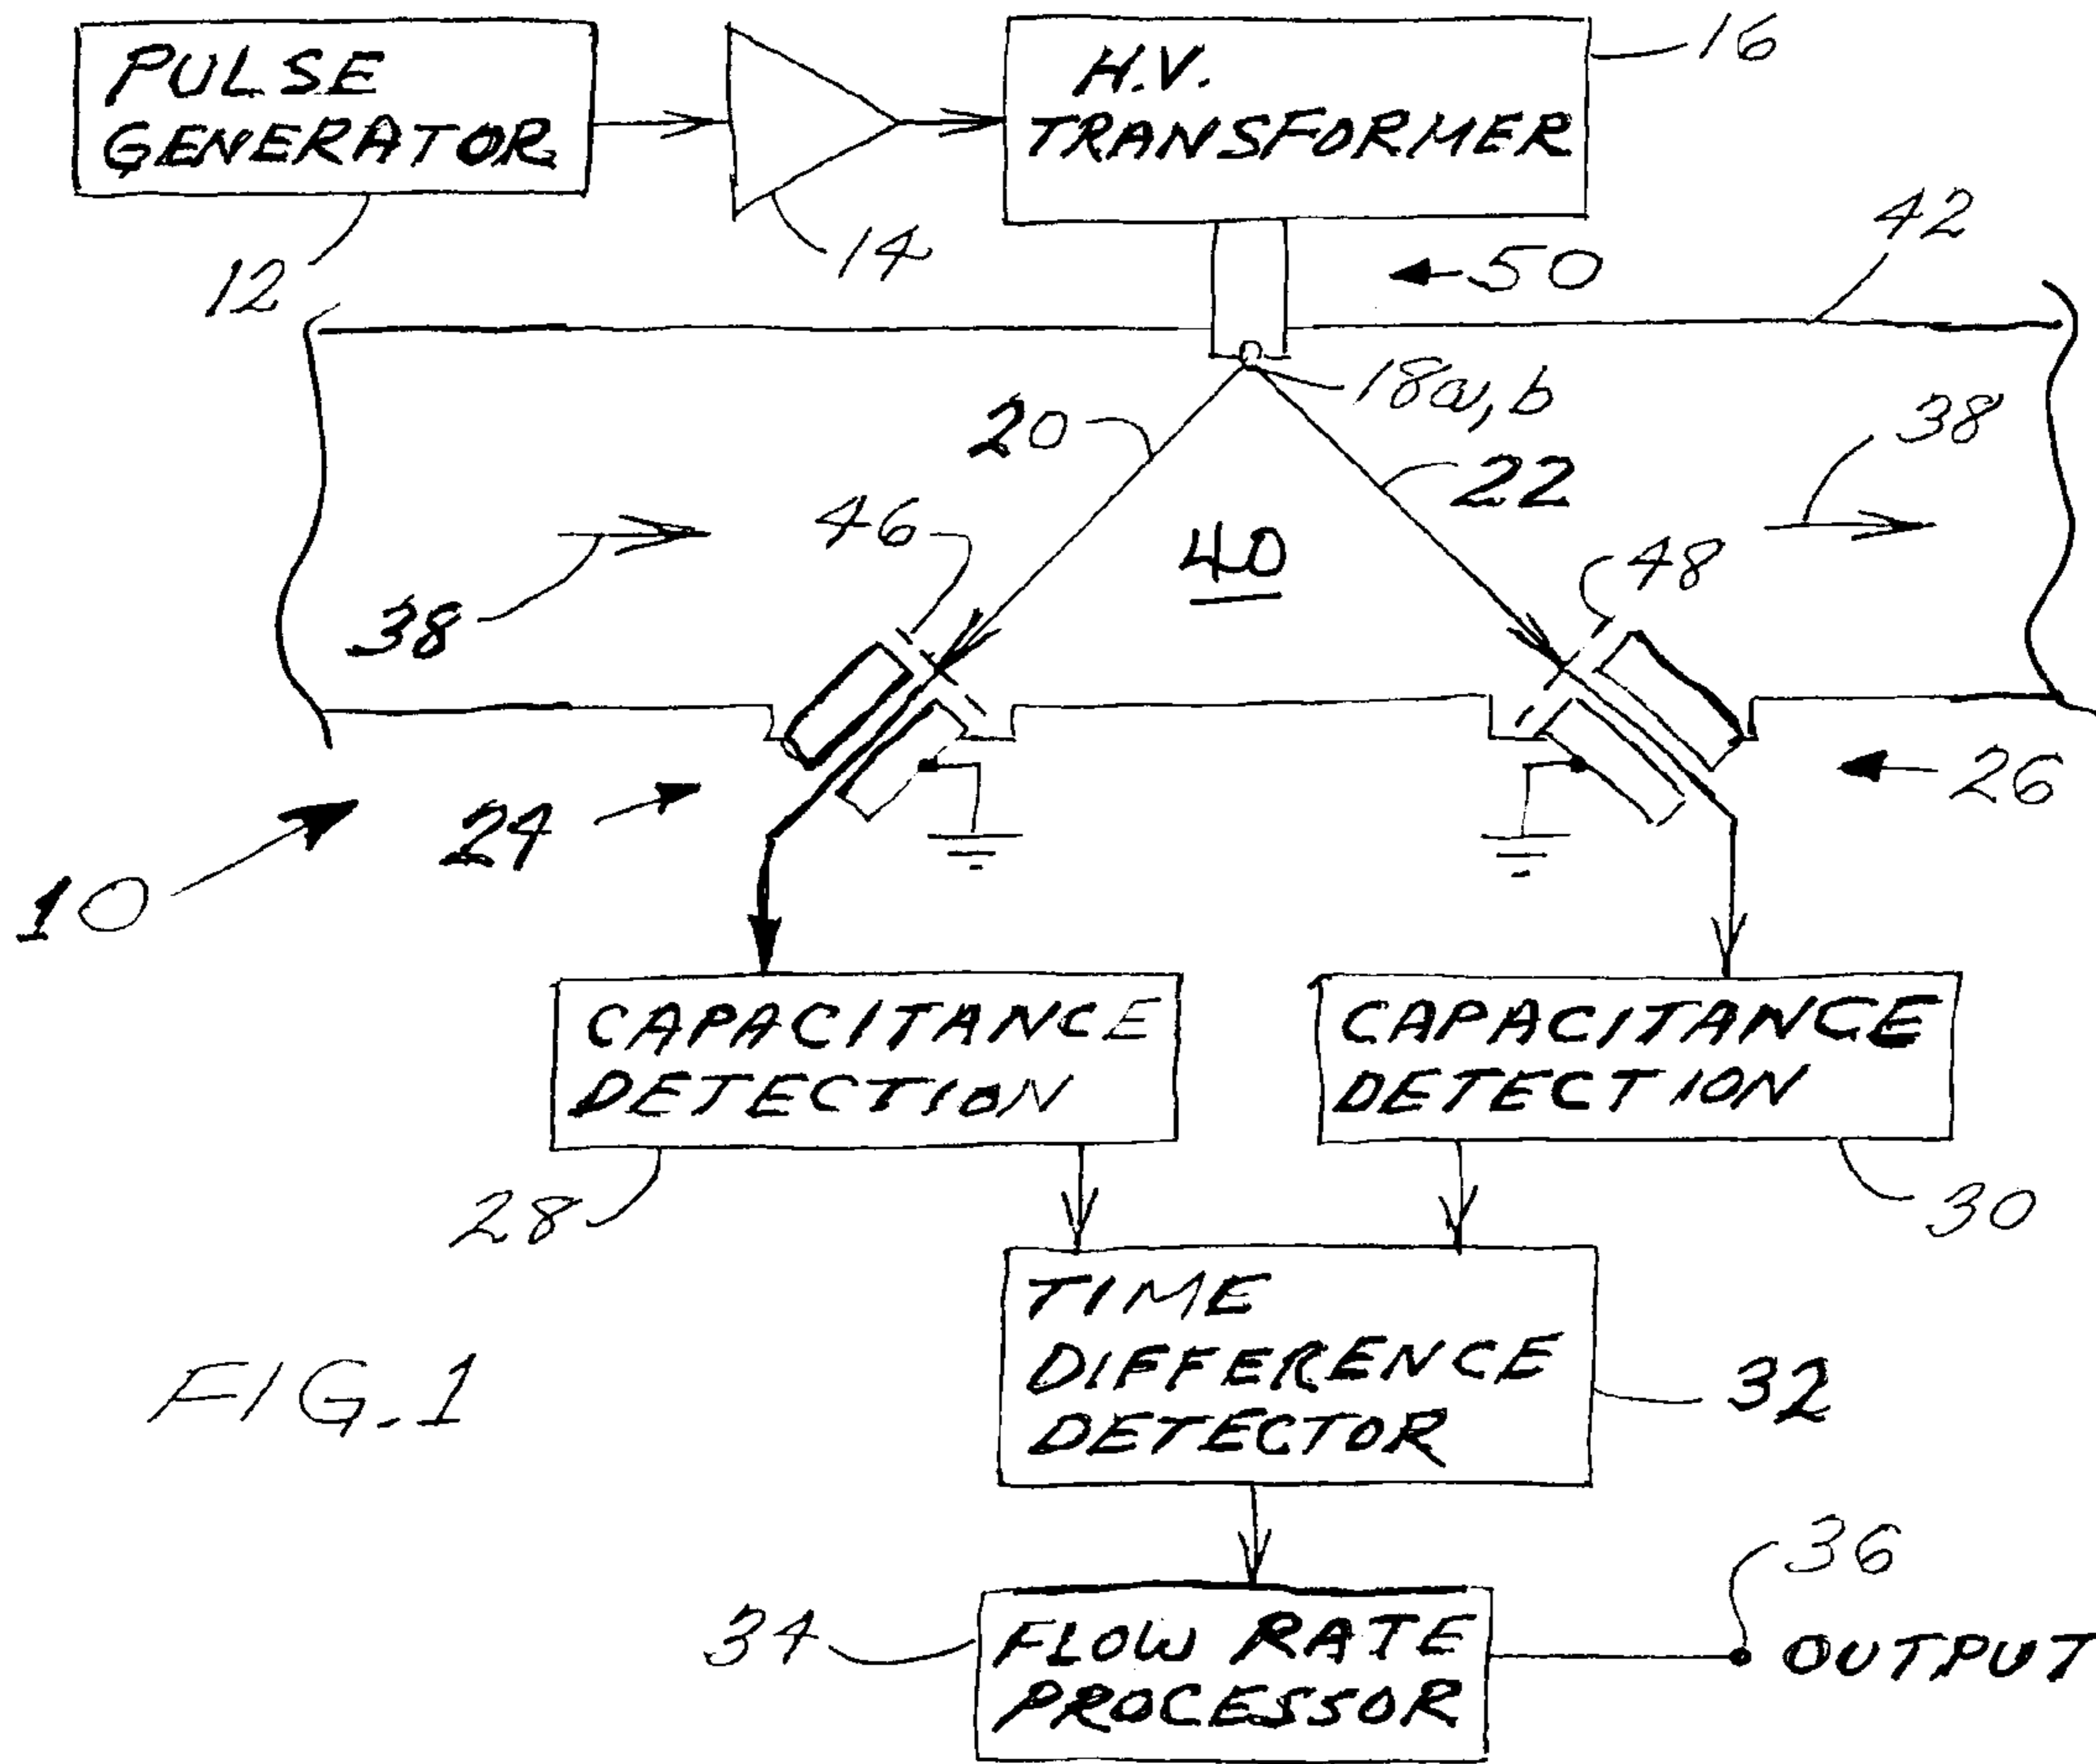 PULSE
GENERATOR
H.V.
TRANSFORMER
16
12
14
50
42
18a,b
20
22
38
46
40
48
38
24
26
10
CAPACITANCE
DETECTION
CAPACITANCE
DETECTION
28
30
TIME
DIFFERENCE
DETECTOR
32
FIG.1
36
34
FLOW RATE
PROCESSOR
OUTPUT